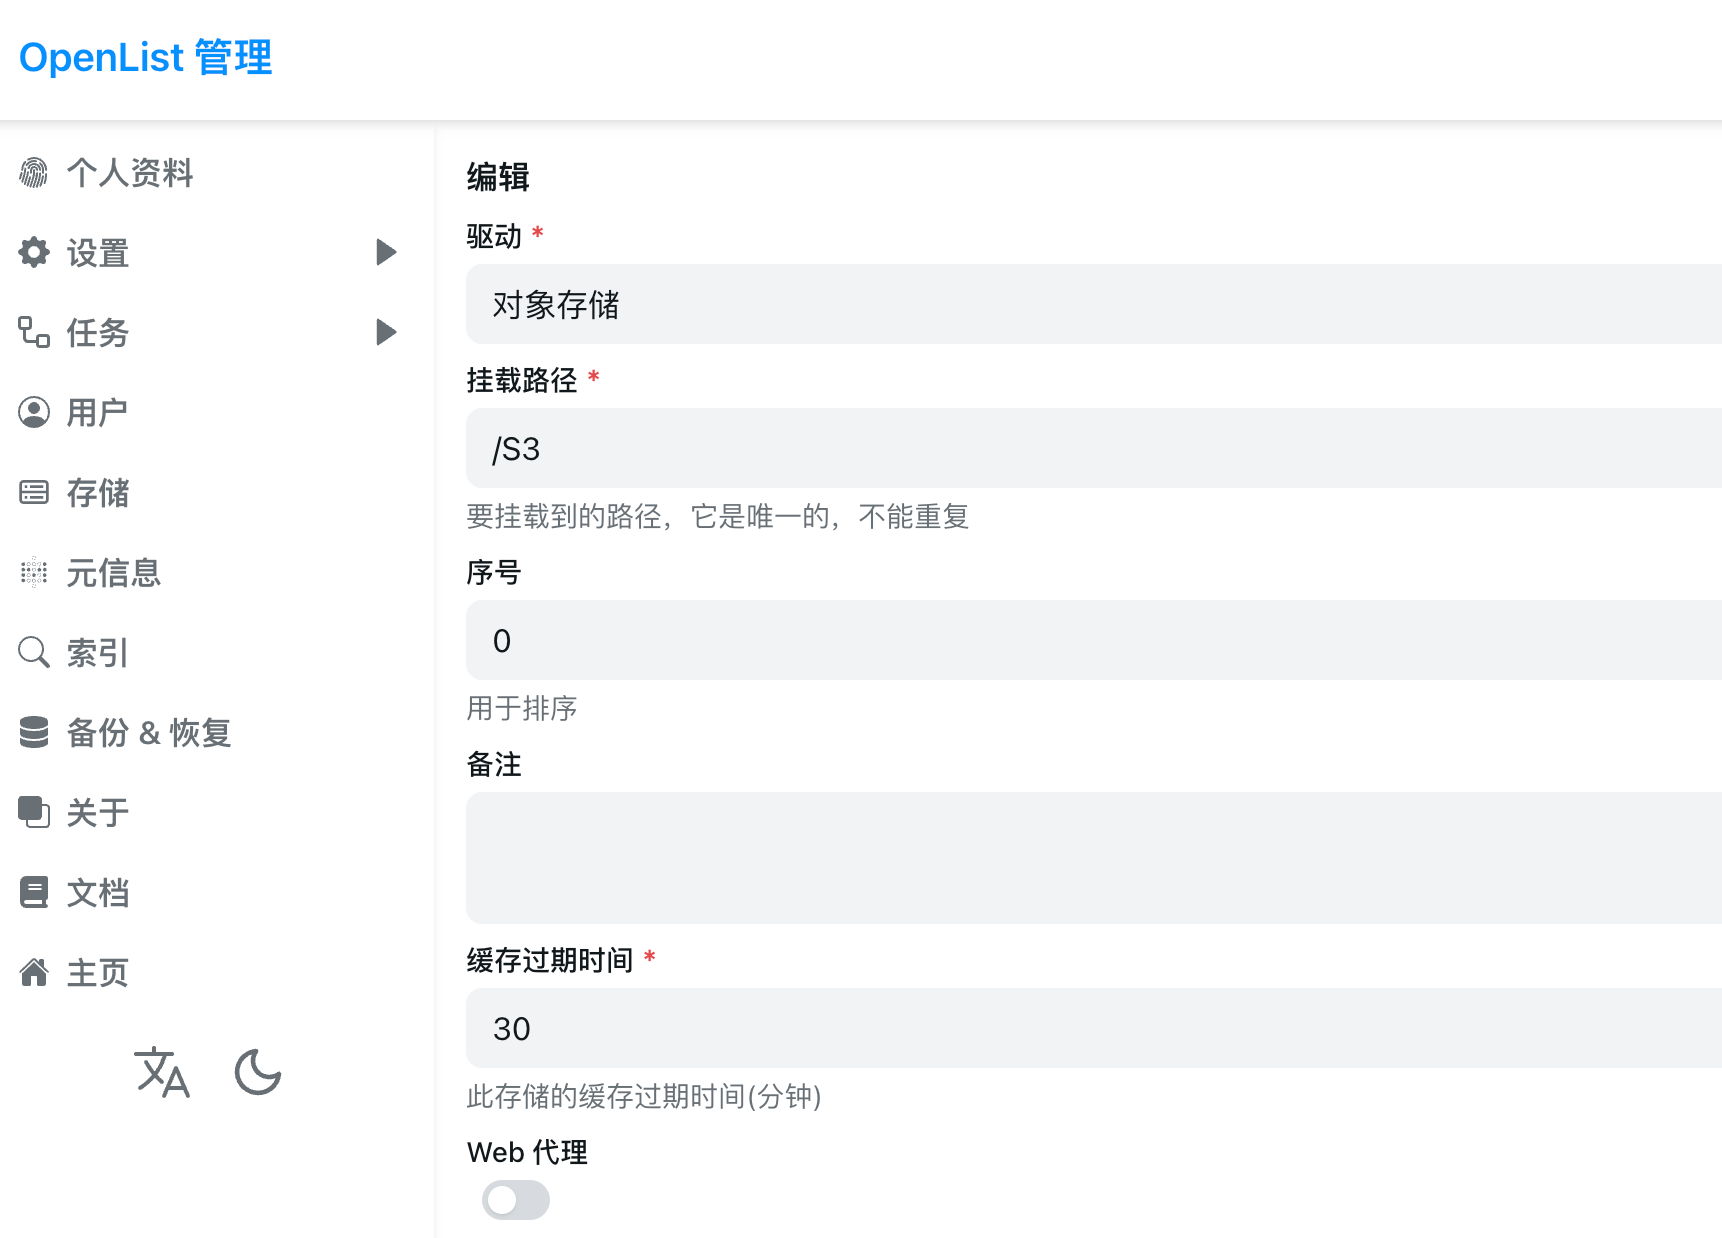 OpenList 管理
个人资料
设置
任务
用户
存储
元信息
索引
备份 & 恢复
关于
文档
主页
编辑
驱动 *
对象存储
挂载路径 *
/S3
要挂载到的路径，它是唯一的，不能重复
序号
0
用于排序
备注
缓存过期时间 *
30
此存储的缓存过期时间(分钟)
Web 代理